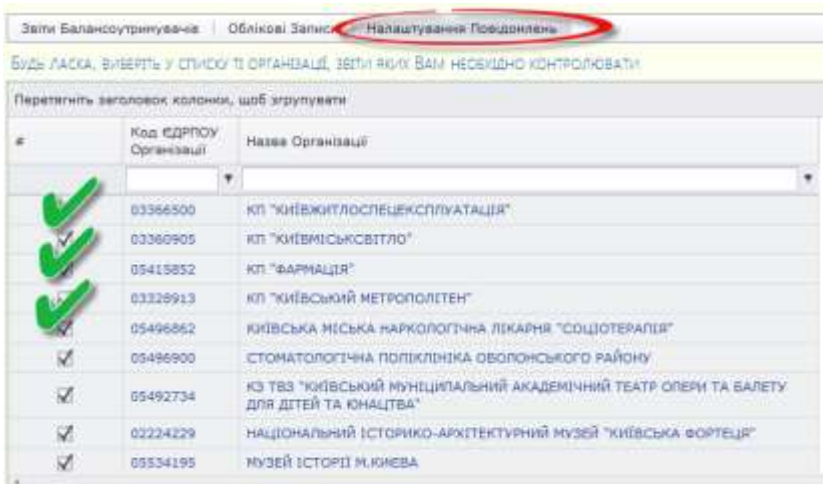 Звіти Балансоутримувачів Облікові Записи Налаштування Повідомлень
БУДЬ ЛАСКА, ВИБЕРІТЬ У СПИСКУ ТІ ОРГАНІЗАЦІЇ, ЗВІТИ ЯКИХ ВАМ НЕОБХІДНО КОНТРОЛЮВАТИ
Перетягніть заголовок колонки, щоб згрупувати
# Код ЄДРПОУ Організації Назва Організації
03366500 КП "КИЇВЖИТЛОСПЕЦЕКСПЛУАТАЦІЯ"
03360905 КП "КИЇВМІСЬКСВІТЛО"
05415852 КП "ФАРМАЦІЯ"
03328913 КП "КИЇВСЬКИЙ МЕТРОПОЛІТЕН"
05496862 КИЇВСЬКА МІСЬКА НАРКОЛОГІЧНА ЛІКАРНЯ "СОЦІОТЕРАПІЯ"
05496900 СТОМАТОЛОГІЧНА ПОЛІКЛІНІКА ОБОЛОНСЬКОГО РАЙОНУ
05492734 КЗ ТВЗ "КИЇВСЬКИЙ МУНІЦИПАЛЬНИЙ АКАДЕМІЧНИЙ ТЕАТР ОПЕРИ ТА БАЛЕТУ
ДЛЯ ДІТЕЙ ТА ЮНАЦТВА"
02224229 НАЦІОНАЛЬНИЙ ІСТОРИКО-АРХІТЕКТУРНИЙ МУЗЕЙ "КИЇВСЬКА ФОРТЕЦЯ"
05534195 МУЗЕЙ ІСТОРІЇ М.КИЄВА